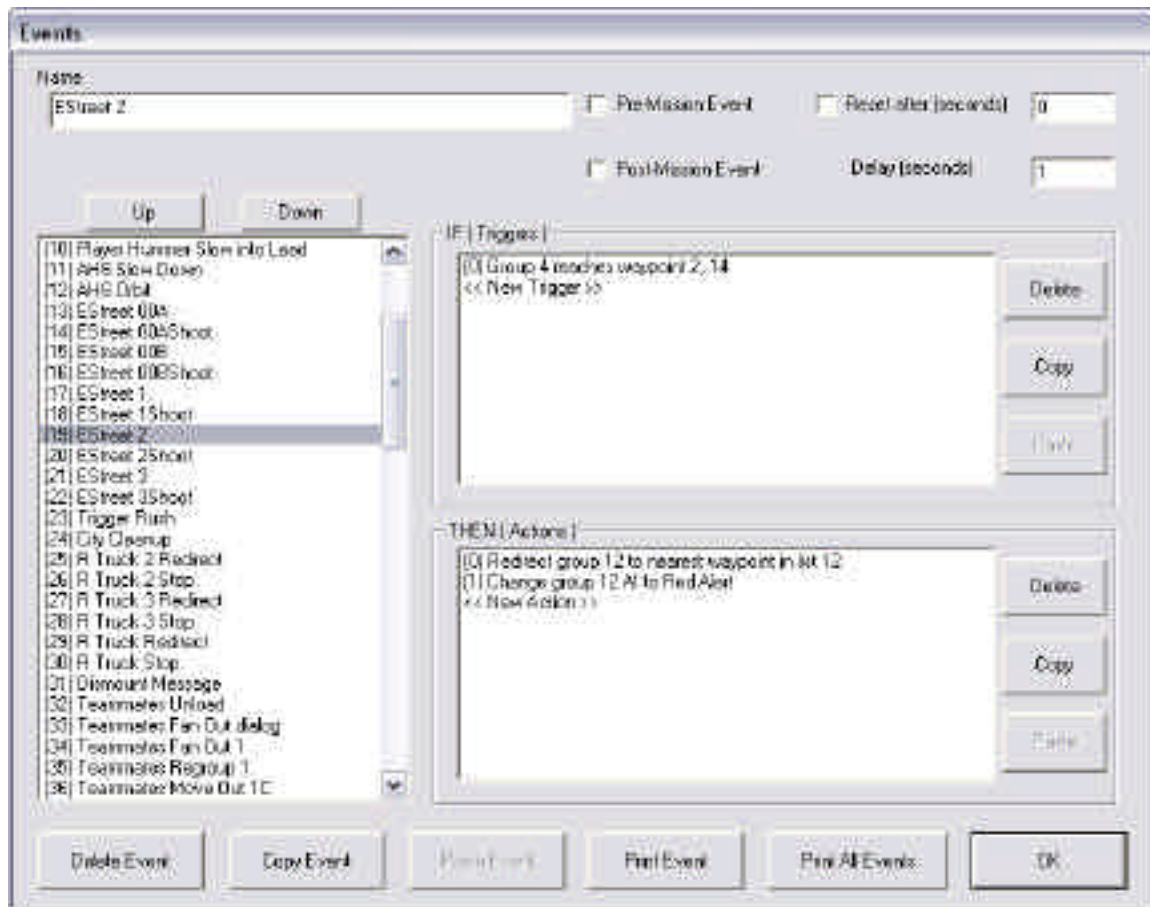 Events
Name
EStreet 2
Pre-Mission Event
Reset after (seconds)
0
Post-Mission Event
Delay (seconds)
1
Up
Down
[10] Player Hummer Slow into Lead
[11] AH6 Slow Down
[12] AH6 Orbit
[13] EStreet 00A
[14] EStreet 00AShoot
[15] EStreet 00B
[16] EStreet 00BShoot
[17] EStreet 1
[18] EStreet 1Shoot
[19] EStreet 2
[20] EStreet 2Shoot
[21] EStreet 3
[22] EStreet 3Shoot
[23] Trigger Rush
[24] City Cleanup
[25] R Truck 2 Redirect
[26] R Truck 2 Stop
[27] R Truck 3 Redirect
[28] R Truck 3 Stop
[29] R Truck Redirect
[30] R Truck Stop
[31] Dismount Message
[32] Teammates Unload
[33] Teammates Fan Out dialog
[34] Teammates Fan Out 1
[35] Teammates Regroup 1
[36] Teammates Move Out 1C
IF ( Triggers )
(0) Group 4 reaches waypoint 2, 14
<< New Trigger >>
Delete
Copy
Paste
THEN ( Actions )
(0) Redirect group 12 to nearest waypoint in list 12
(1) Change group 12 AI to Red Alert
<< New Action >>
Delete
Copy
Paste
Delete Event
Copy Event
Paste Event
Print Event
Print All Events
OK